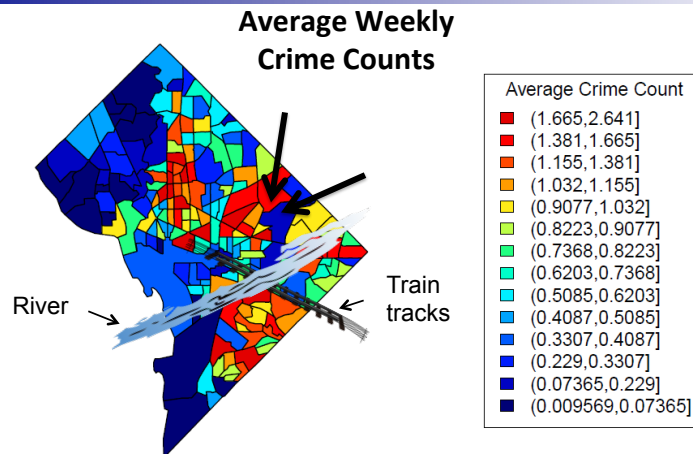 Average Weekly
Crime Counts
Average Crime Count
(1.665,2.641]
(1.381,1.665]
(1.155,1.381]
(1.032,1.155]
(0.9077,1.032]
(0.8223,0.9077]
(0.7368,0.8223]
(0.6203,0.7368]
(0.5085,0.6203]
(0.4087,0.5085]
(0.3307,0.4087]
(0.229,0.3307]
(0.07365,0.229]
(0.009569,0.07365]
River
Train
tracks